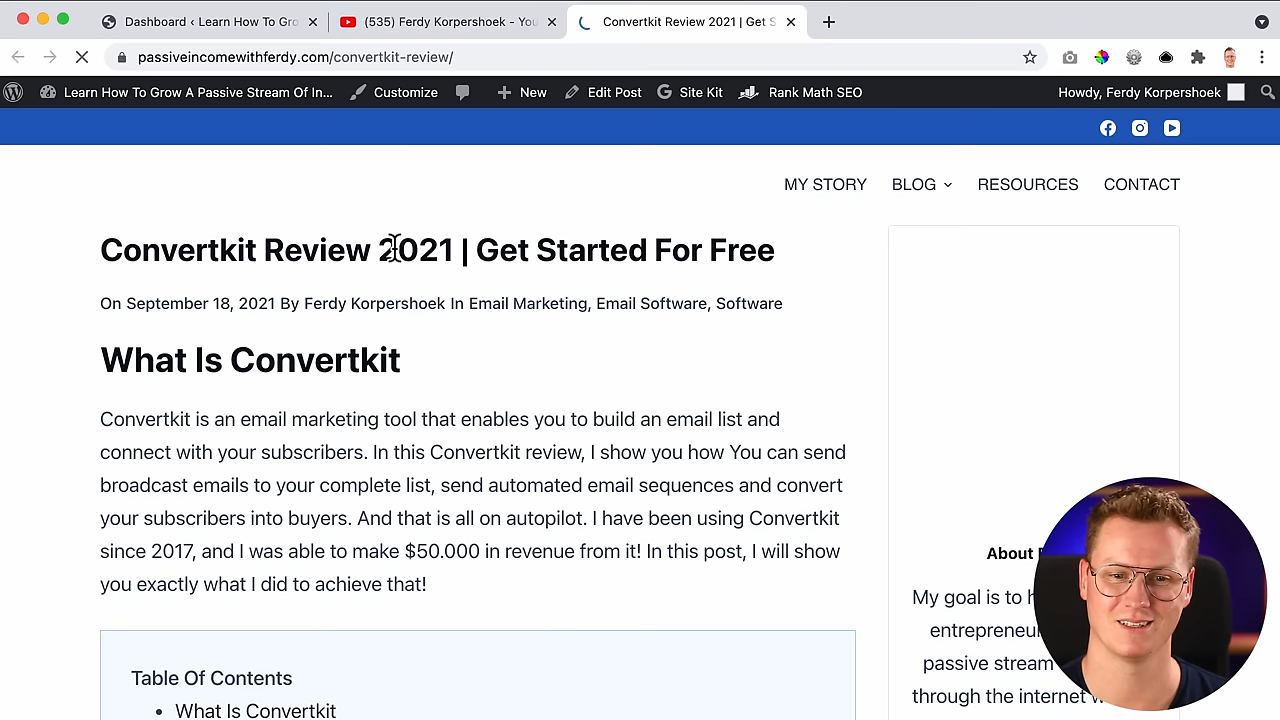 Dashboard ‹ Learn How To Gro
(535) Ferdy Korpershoek - You
Convertkit Review 2021 | Get S
passiveincomewithferdy.com/convertkit-review/
Learn How To Grow A Passive Stream Of In...
Customize
New
Edit Post
Site Kit
Rank Math SEO
Howdy, Ferdy Korpershoek
MY STORY
BLOG
RESOURCES
CONTACT
Convertkit Review 2021 | Get Started For Free
On September 18, 2021 By Ferdy Korpershoek In Email Marketing, Email Software, Software
What Is Convertkit
Convertkit is an email marketing tool that enables you to build an email list and
connect with your subscribers. In this Convertkit review, I show you how You can send
broadcast emails to your complete list, send automated email sequences and convert
your subscribers into buyers. And that is all on autopilot. I have been using Convertkit
since 2017, and I was able to make $50.000 in revenue from it! In this post, I will show
you exactly what I did to achieve that!
Table Of Contents
• What Is Convertkit
About
My goal is to
entrepreneu
passive stream
through the internet